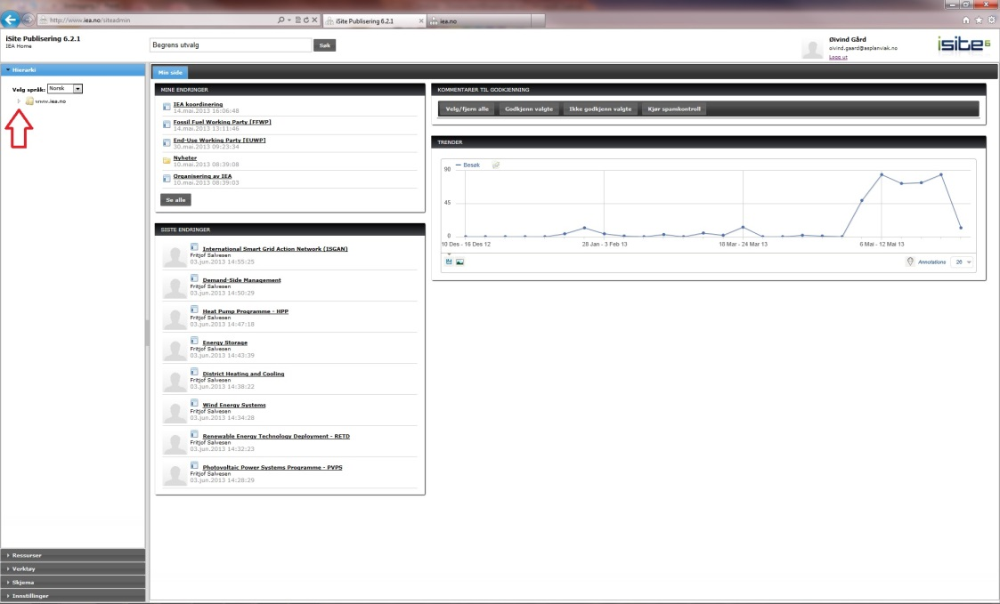 http://www.iea.no/siteadmin
iSite Publisering 6.2.1
iea.no
iSite Publisering 6.2.1
IEA Home
Begrens utvalg
Søk
Øivind Gård
oivind.gaard@asplanviak.no
Logg ut
isite6
Hierarki
Velg språk: Norsk
www.iea.no
Ressurser
Verktøy
Skjema
Innstillinger
Min side
MINE ENDRINGER
IEA koordinering
14.mai.2013 16:06:48
Fossil Fuel Working Party [FFWP]
14.mai.2013 13:11:46
End-Use Working Party [EUWP]
30.mai.2013 09:23:34
Nyheter
10.mai.2013 08:39:08
Organisering av IEA
10.mai.2013 08:39:03
Se alle
SISTE ENDRINGER
International Smart Grid Action Network (ISGAN)
Fritjof Salvesen
03.jun.2013 14:55:25
Demand-Side Management
Fritjof Salvesen
03.jun.2013 14:50:29
Heat Pump Programme - HPP
Fritjof Salvesen
03.jun.2013 14:47:18
Energy Storage
Fritjof Salvesen
03.jun.2013 14:43:39
District Heating and Cooling
Fritjof Salvesen
03.jun.2013 14:38:22
Wind Energy Systems
Fritjof Salvesen
03.jun.2013 14:34:28
Renewable Energy Technology Deployment - RETD
Fritjof Salvesen
03.jun.2013 14:32:23
Photovoltaic Power Systems Programme - PVPS
Fritjof Salvesen
03.jun.2013 14:28:29
KOMMENTARER TIL GODKJENNING
Velg/fjern alle Godkjenn valgte Ikke godkjenn valgte Kjør spamkontroll
TRENDER
Besøk
90
45
0
10 Des - 16 Des 12 28 Jan - 3 Feb 13 18 Mar - 24 Mar 13 6 Mai - 12 Mai 13
Annotations 26